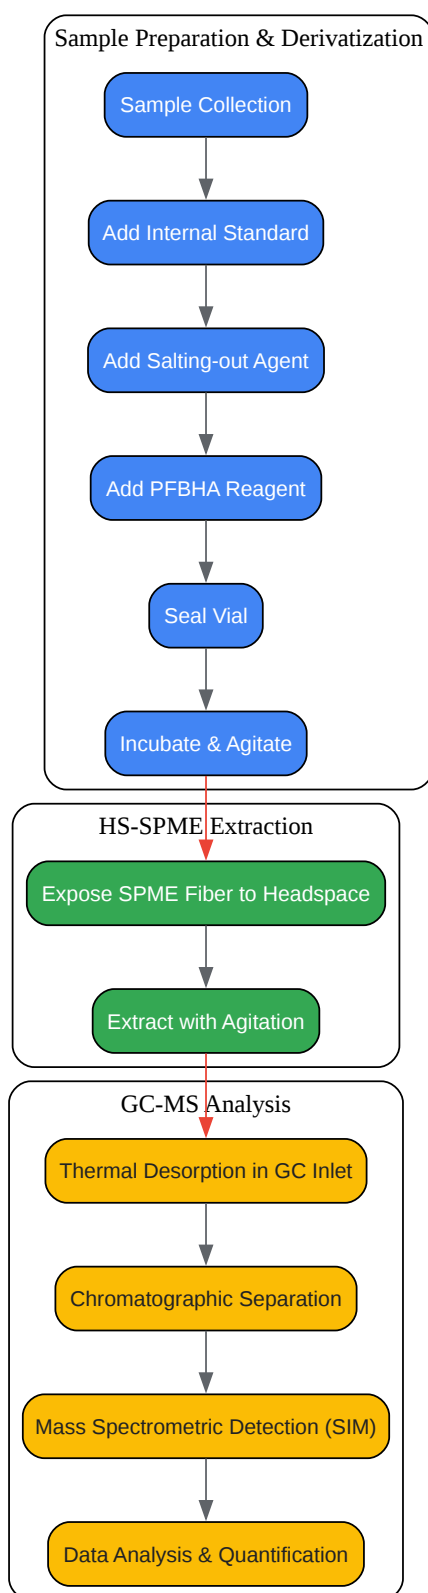 Sample Preparation & Derivatization
Sample Collection
Add Internal Standard
Add Salting-out Agent
Add PFBHA Reagent
Seal Vial
Incubate & Agitate
HS-SPME Extraction
Expose SPME Fiber to Headspace
Extract with Agitation
GC-MS Analysis
Thermal Desorption in GC Inlet
Chromatographic Separation
Mass Spectrometric Detection (SIM)
Data Analysis & Quantification